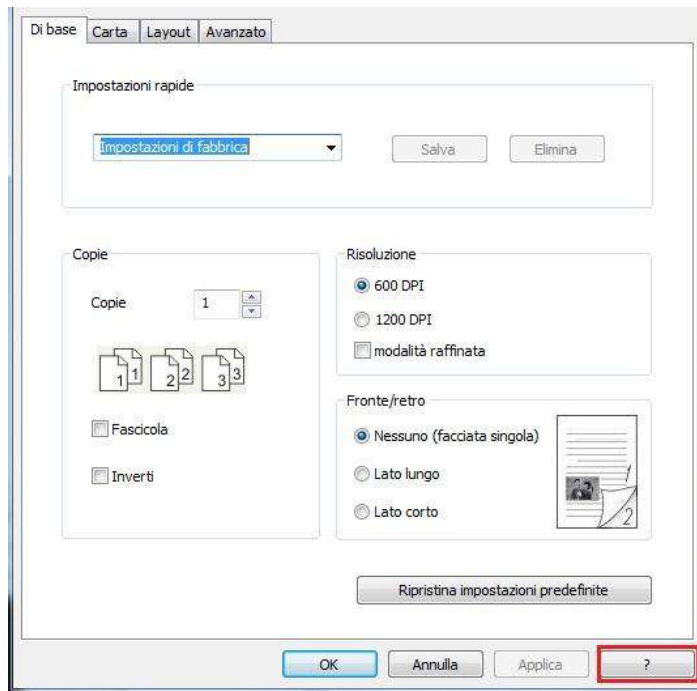 Di base Carta Layout Avanzato
Impostazioni rapide
Impostazioni di fabbrica Salva Elimina
Copie
Copie 1
1 1 2 2 3 3
Fascicola
Inverti
Risoluzione
600 DPI
1200 DPI
modalità raffinata
Fronte/retro
Nessuno (facciata singola)
Lato lungo
Lato corto
1
2
Ripristina impostazioni predefinite
OK Annulla Applica ?